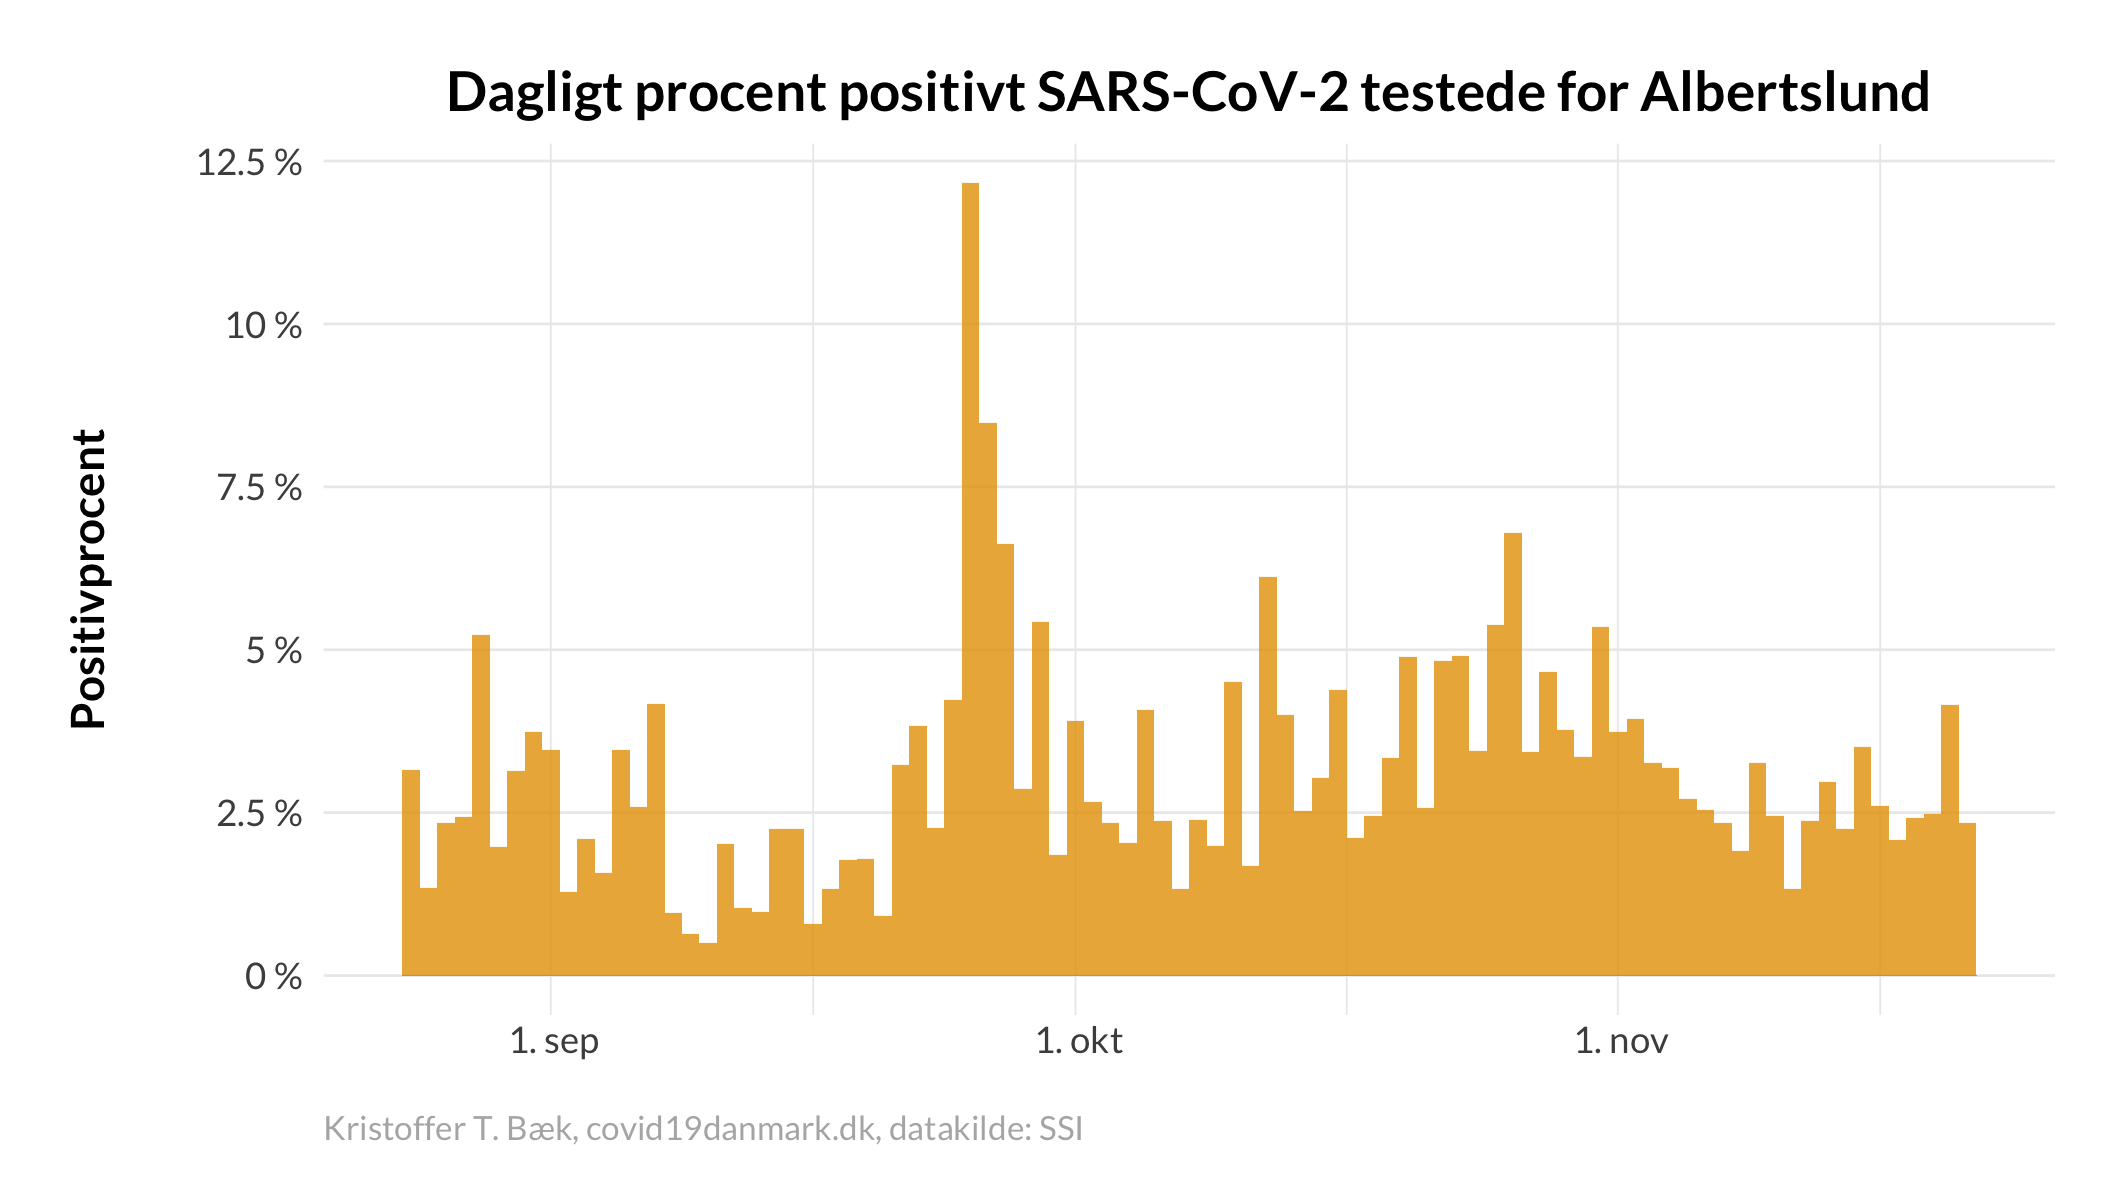 Dagligt procent positivt SARS-CoV-2 testede for Albertslund
Positivprocent
12.5 %
10 %
7.5 %
5 %
2.5 %
0 %
1. sep
1. okt
1. nov
Kristoffer T. Bæk, covid19danmark.dk, datakilde: SSI